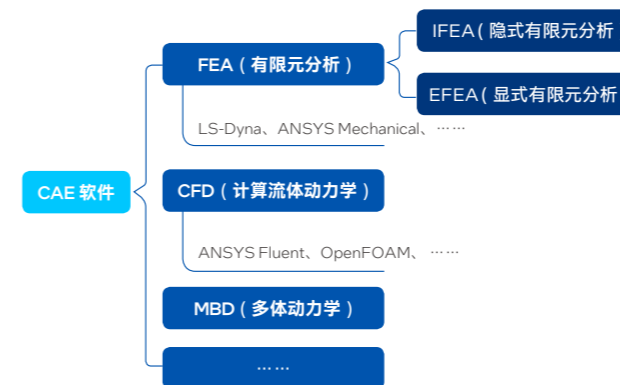 IFEA ( 隐式有限元分析
FEA ( 有限元分析 )
EFEA ( 显式有限元分析
LS-Dyna、ANSYS Mechanical、……
CAE 软件
CFD ( 计算流体动力学 )
ANSYS Fluent、OpenFOAM、……
MBD ( 多体动力学 )
……